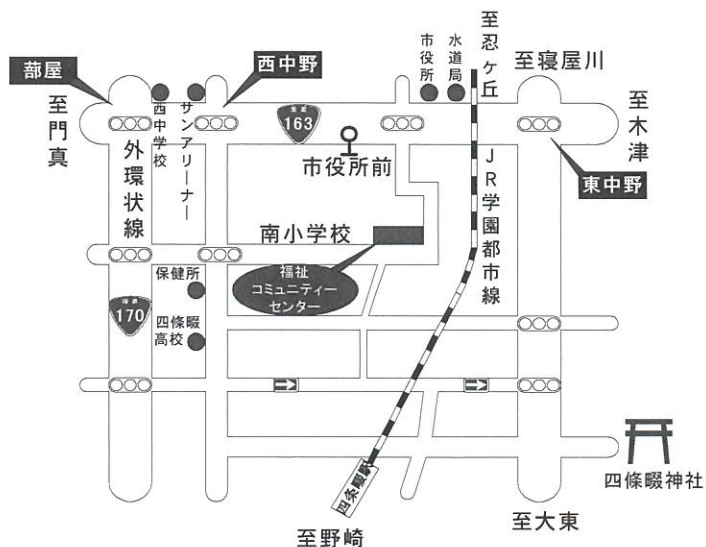 蔀屋
西中野
市役所
水道局
至忍ヶ丘
至寝屋川
至門真
西中学校
サンアリーナー
国道
163
至木津
外環状線
市役所前
JR学園都市線
東中野
南小学校
保健所
福祉
コミュニティー
センター
国道
170
四條畷
高校
四条畷駅
四條畷神社
至野崎
至大東